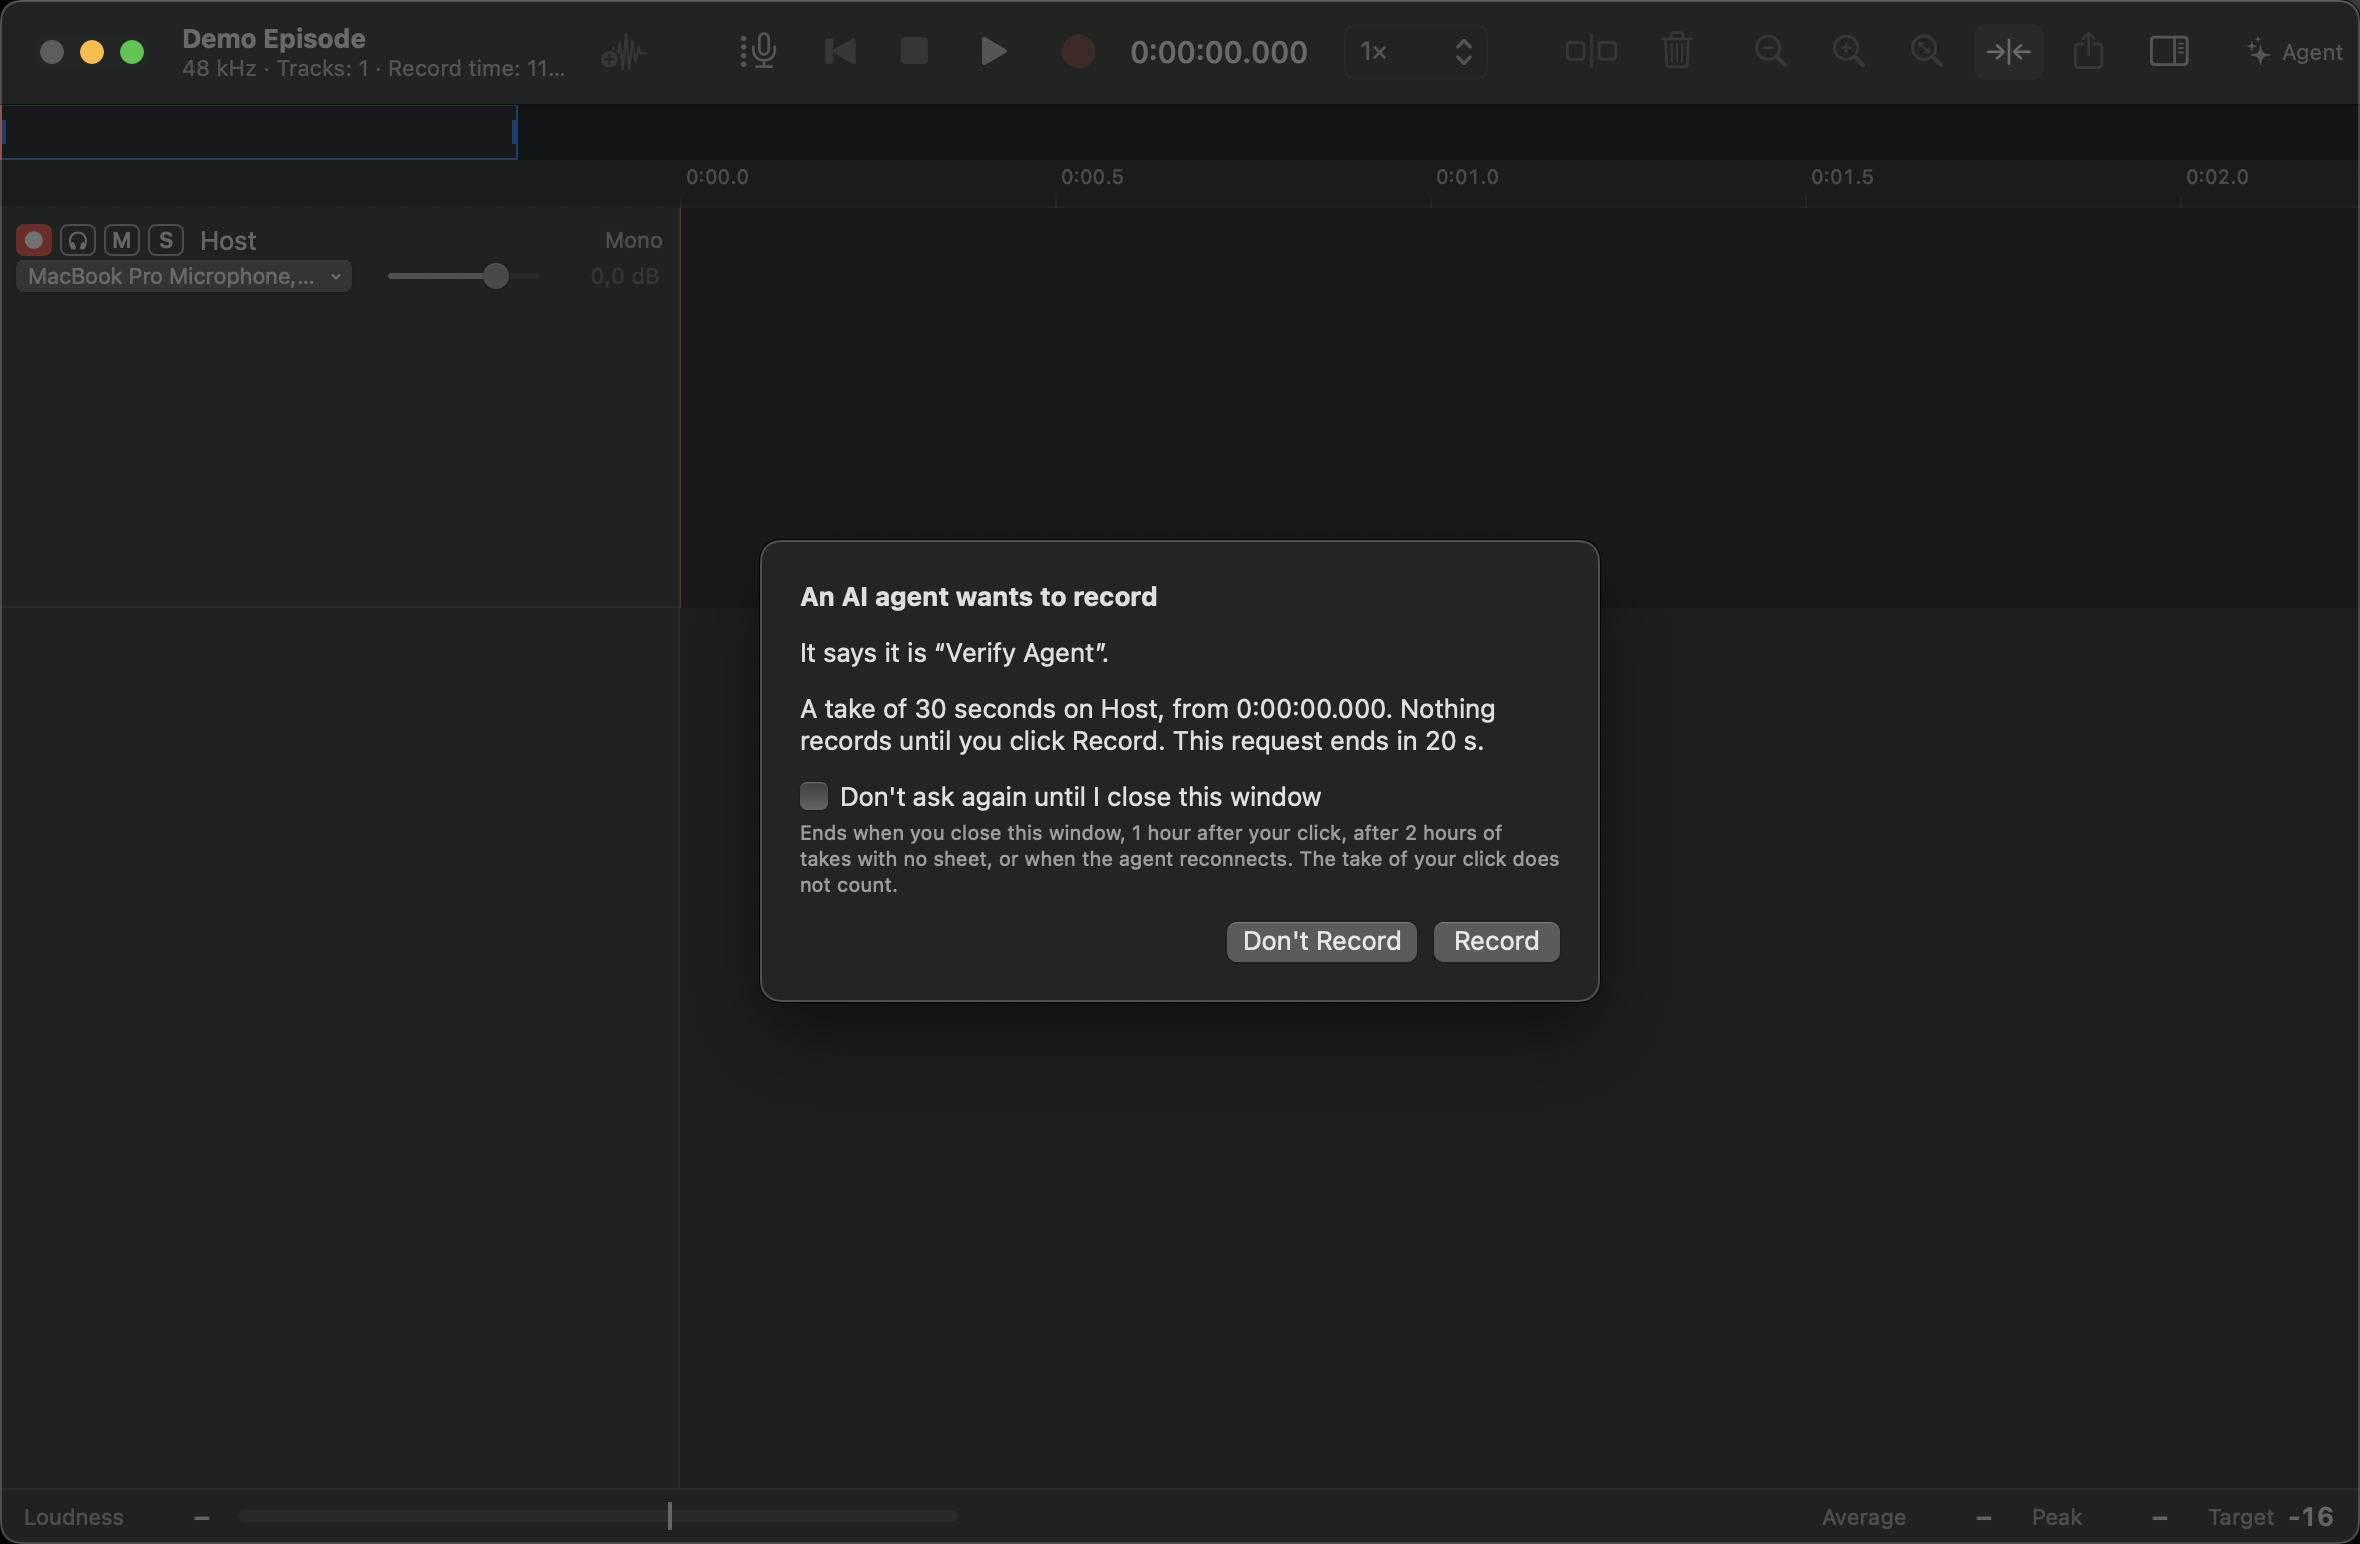 Demo Episode
48 kHz · Tracks: 1 · Record time: 11...
0:00:00.000
1×
Agent
0:00.0
0:00.5
0:01.0
0:01.5
0:02.0
M
S
Host
Mono
MacBook Pro Microphone,...
0,0 dB
An AI agent wants to record
It says it is “Verify Agent”.
A take of 30 seconds on Host, from 0:00:00.000. Nothing
records until you click Record. This request ends in 20 s.
Don't ask again until I close this window
Ends when you close this window, 1 hour after your click, after 2 hours of
takes with no sheet, or when the agent reconnects. The take of your click does
not count.
Don't Record
Record
Loudness
–
Average
–
Peak
–
Target
-16